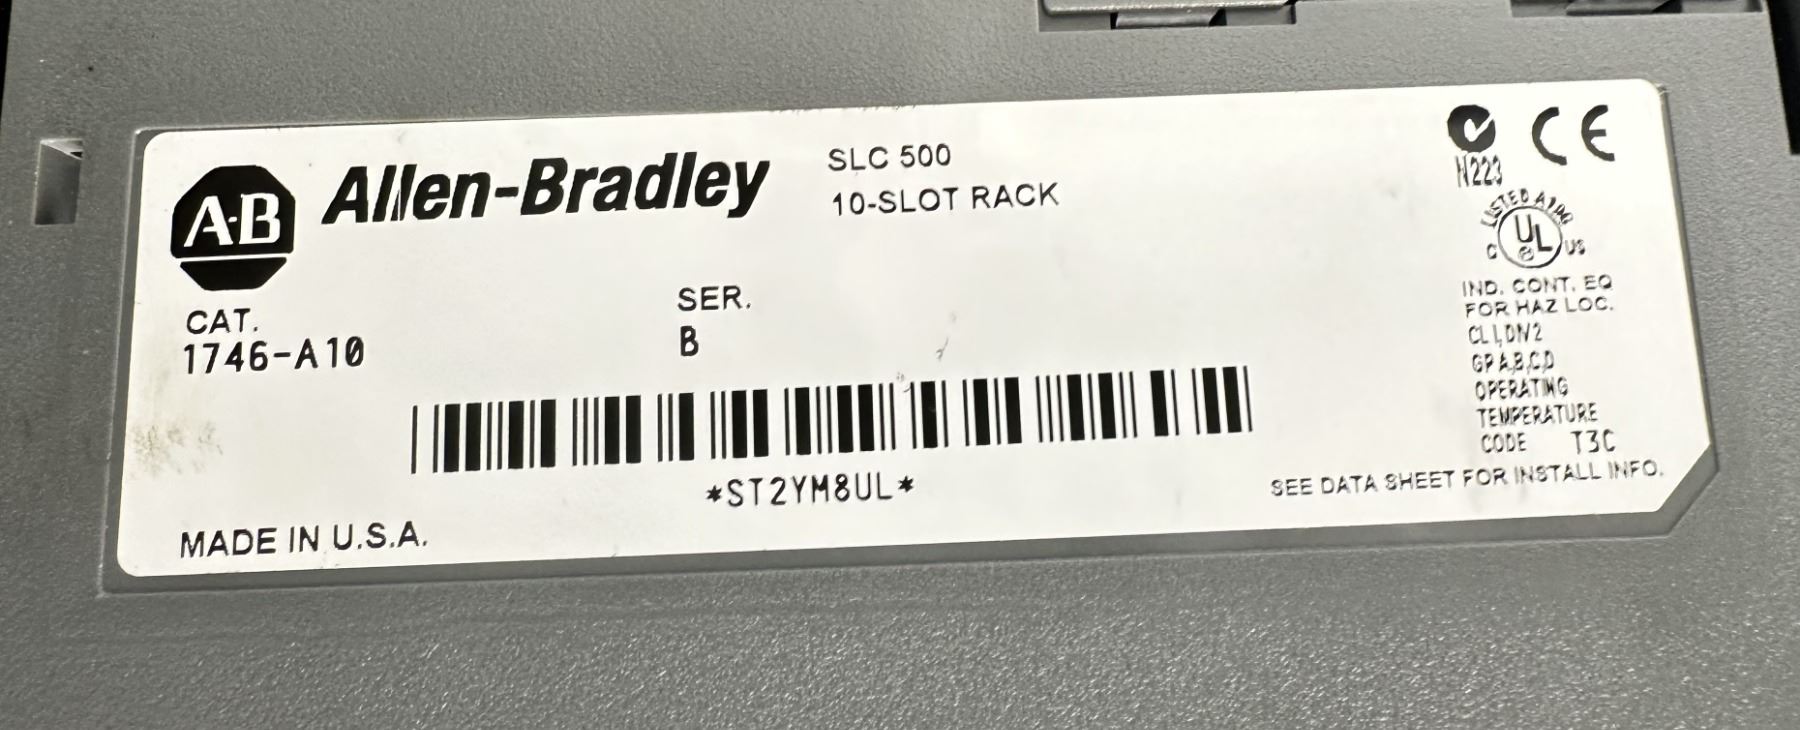 A-B Allen-Bradley
SLC 500
10-SLOT RACK
CAT.
1746-A10
SER.
B
*ST2YM8UL*
MADE IN U.S.A.
CE
N223
LISTED A196
C UL US
IND. CONT. EQ
FOR HAZ LOC.
CL I, DIV 2
GP A,B,C,D
OPERATING
TEMPERATURE
CODE T3C
SEE DATA SHEET FOR INSTALL INFO.